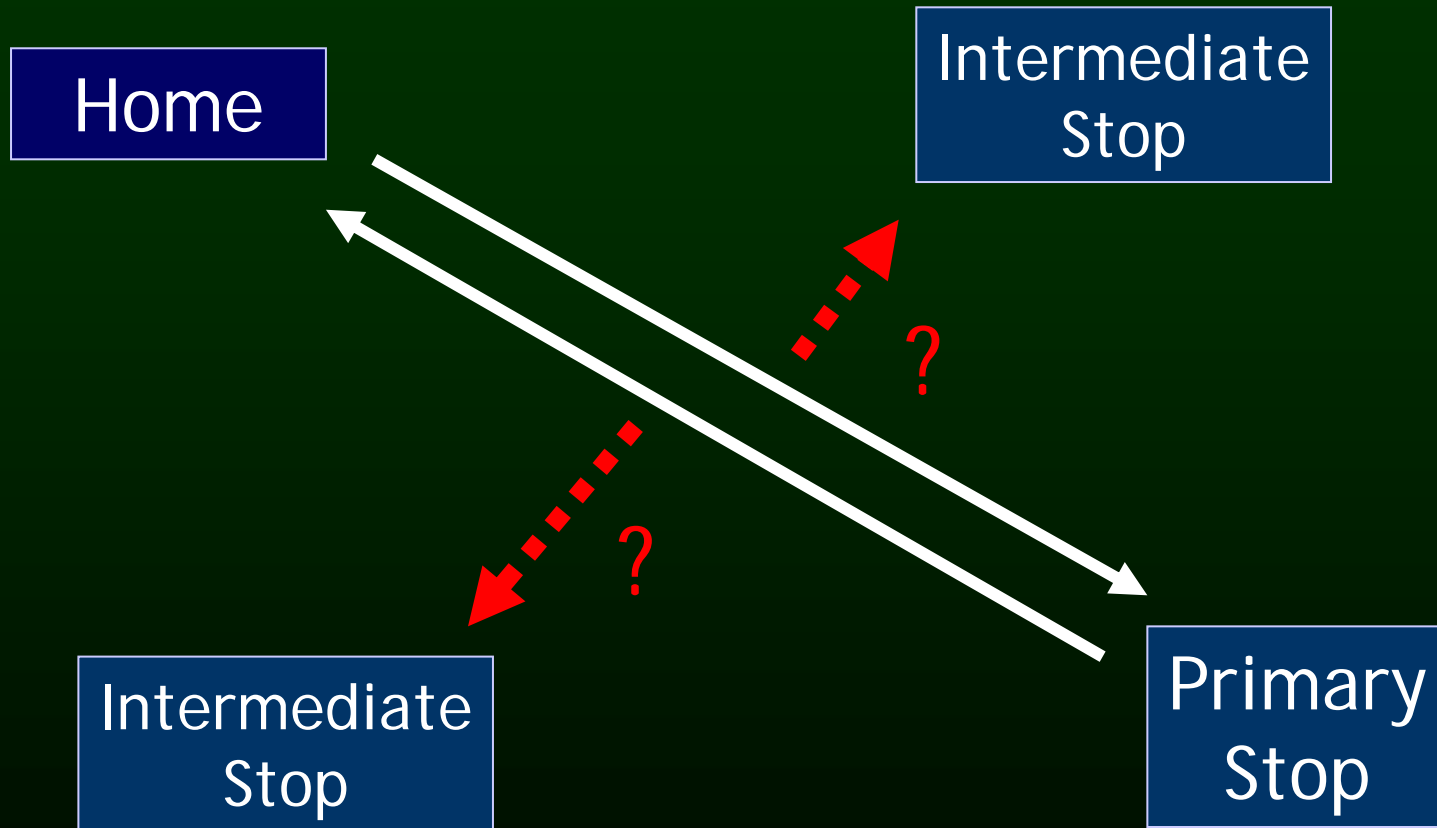 Home
Intermediate
Stop
?
?
Intermediate
Stop
Primary
Stop